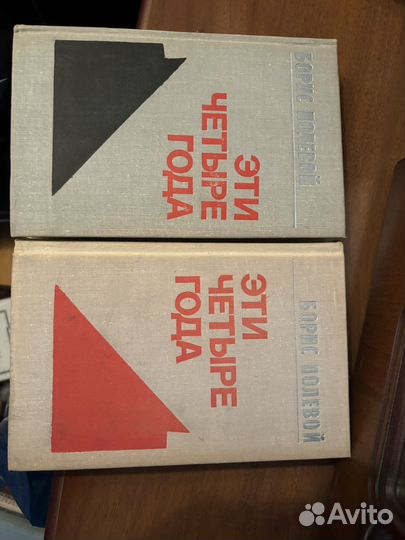 БОРИС ПОЛЕВОЙ
ЭТИ
ЧЕТЫРЕ
ГОДА
БОРИС ПОЛЕВОЙ
ЭТИ
ЧЕТЫРЕ
ГОДА
Avito